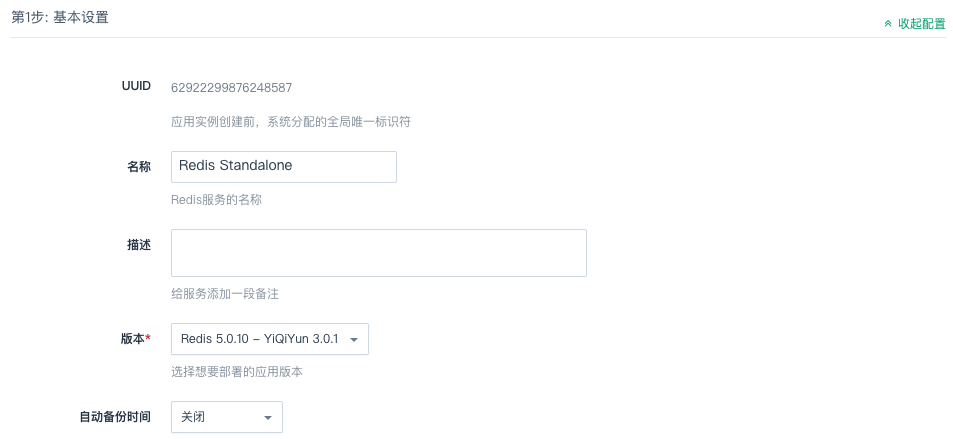 第1步: 基本设置
收起配置
UUID 62922299876248587
应用实例创建前，系统分配的全局唯一标识符
名称 Redis Standalone
Redis服务的名称
描述
给服务添加一段备注
版本* Redis 5.0.10 - YiQiYun 3.0.1
选择想要部署的应用版本
自动备份时间 关闭